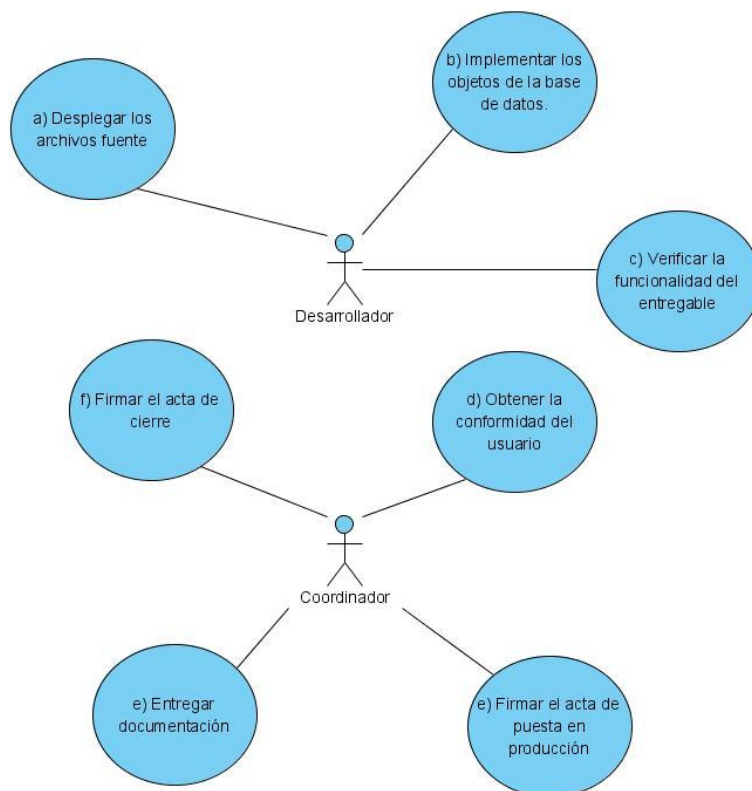 b) Implementar los
objetos de la base
de datos.
a) Desplegar los
archivos fuente
c) Verificar la
funcionalidad del
entregable
Desarrollador
f) Firmar el acta de
cierre
d) Obtener la
conformidad del
usuario
Coordinador
e) Entregar
documentación
e) Firmar el acta de
puesta en
producción